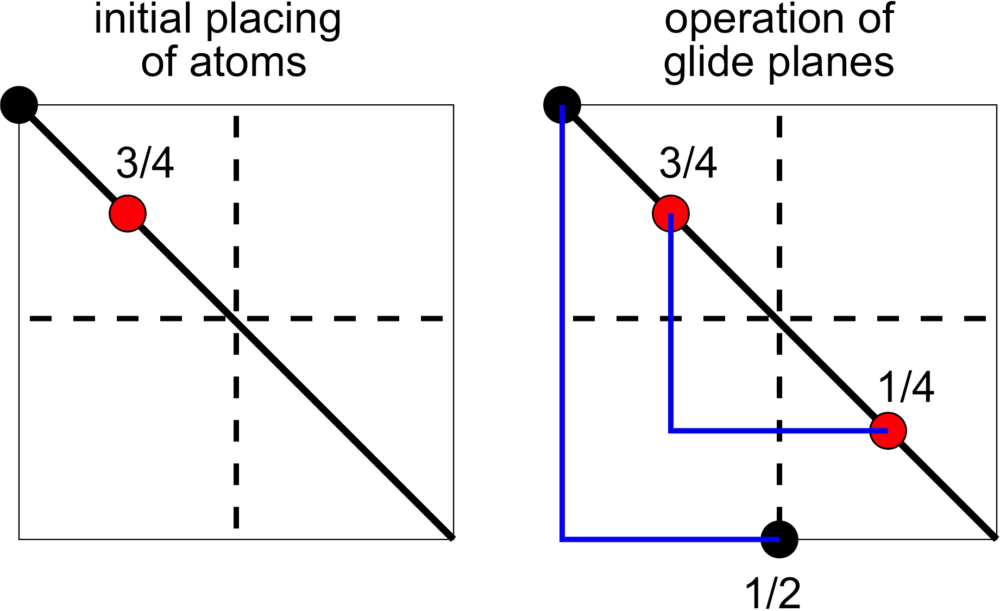 initial placing
of atoms
3/4
operation of
glide planes
3/4
1/4
1/2